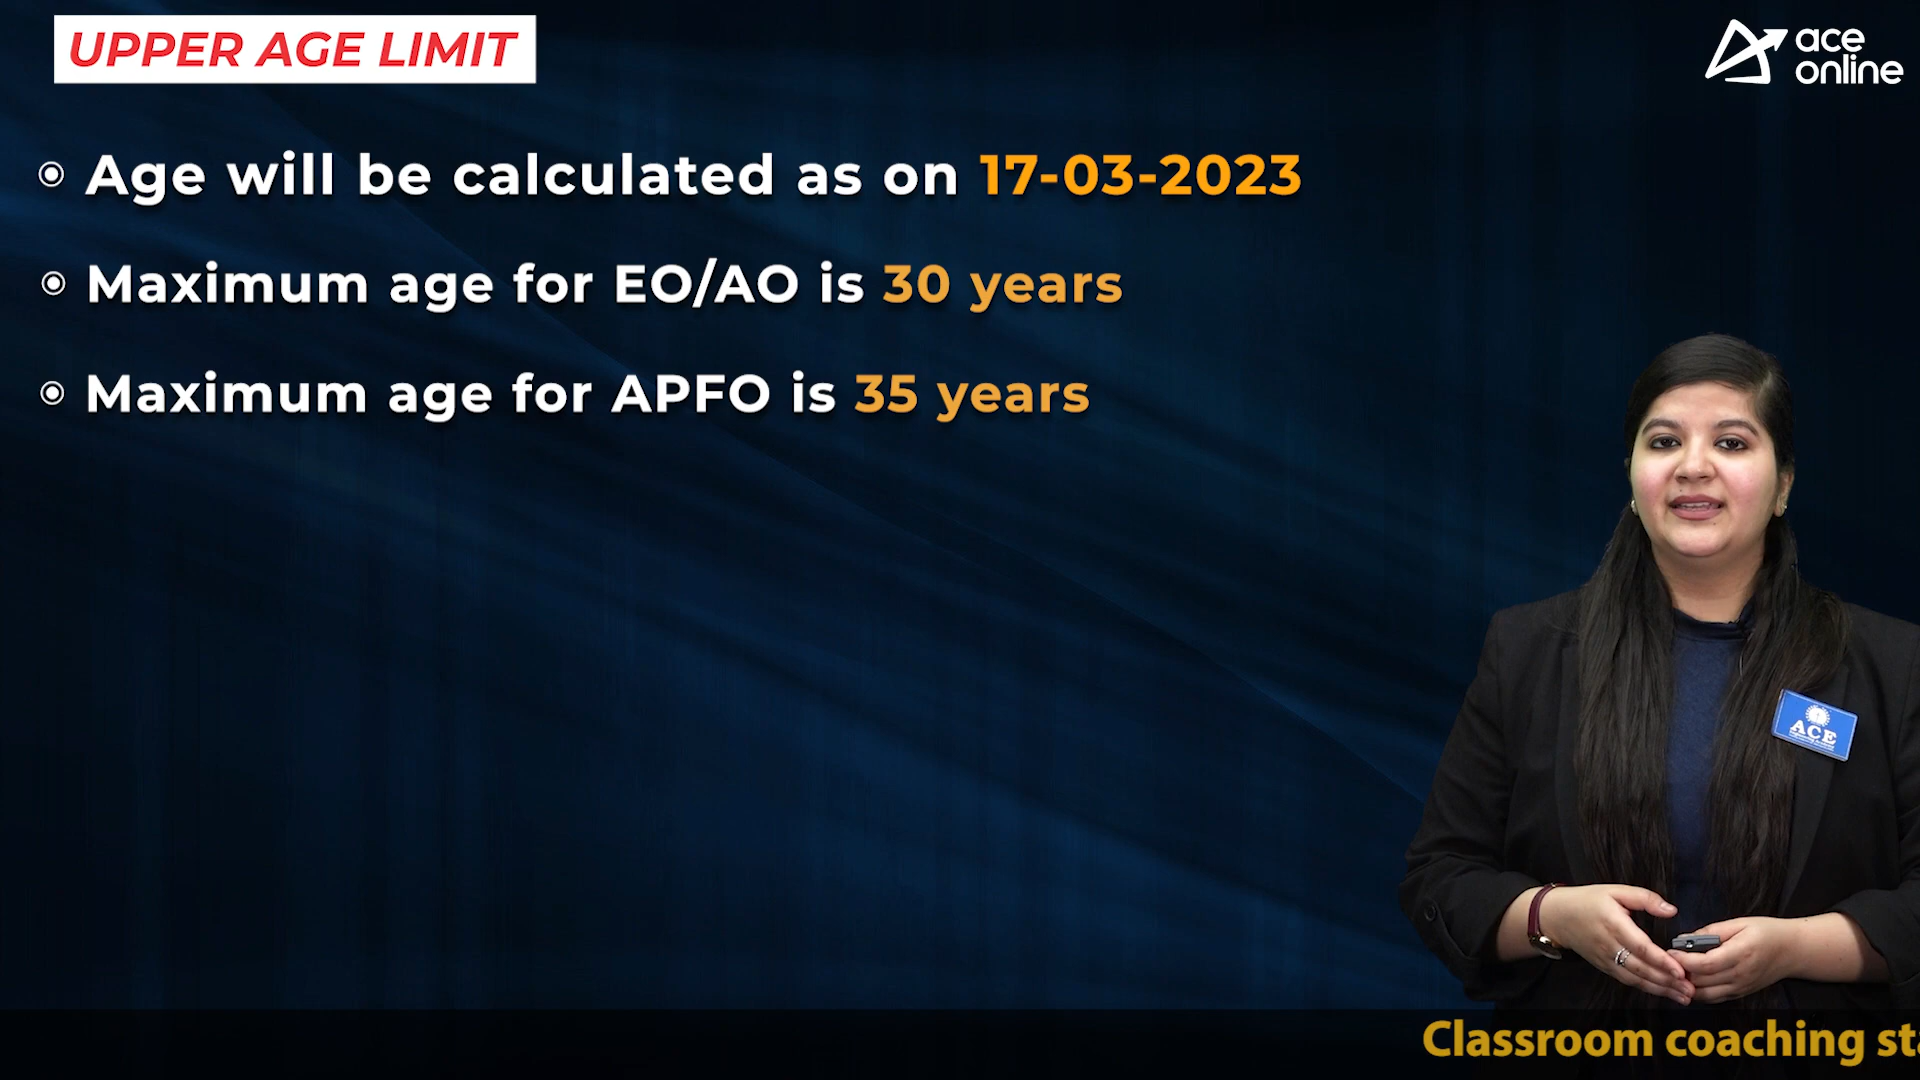 UPPER AGE LIMIT
ace
online
Age will be calculated as on 17-03-2023
Maximum age for EO/AO is 30 years
Maximum age for APFO is 35 years
ACE
Classroom coaching sta